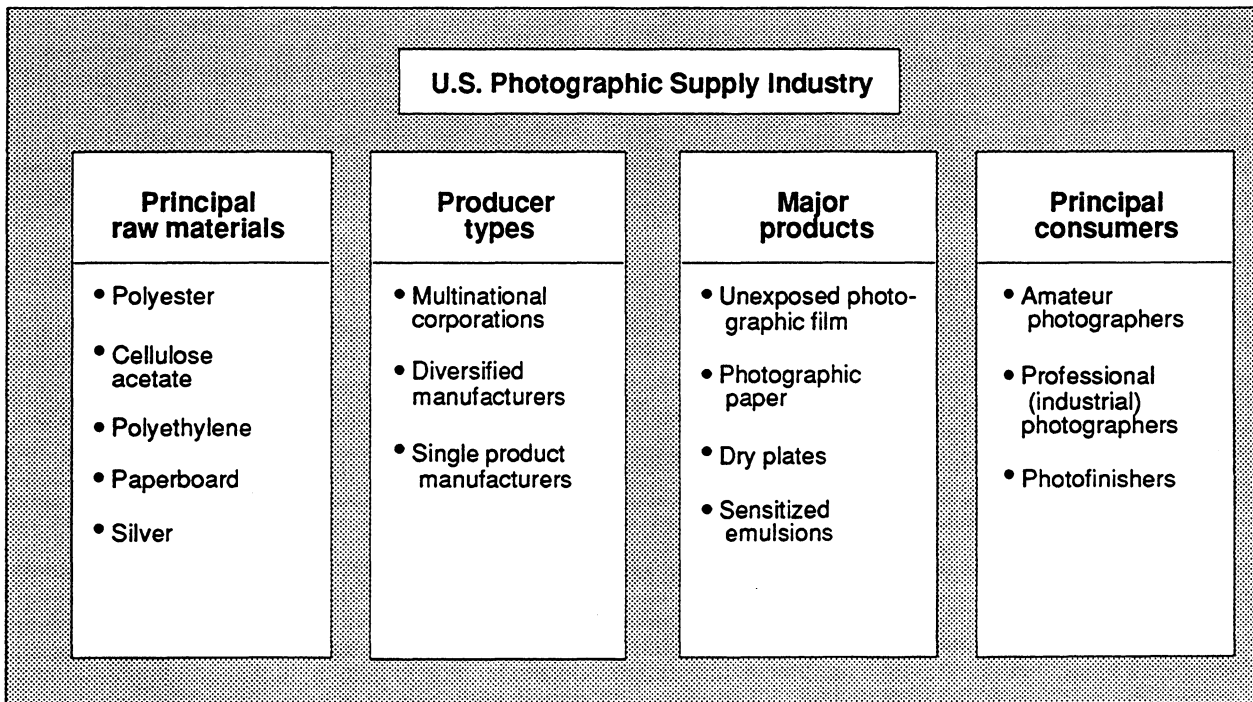 U.S. Photographic Supply Industry
Principal
raw materials
• Polyester
• Cellulose
acetate
• Polyethylene
• Paperboard
• Silver
Producer
types
• Multinational
corporations
• Diversified
manufacturers
• Single product
manufacturers
Major
products
• Unexposed photo-
graphic film
• Photographic
paper
• Dry plates
• Sensitized
emulsions
Principal
consumers
• Amateur
photographers
• Professional
(industrial)
photographers
• Photofinishers